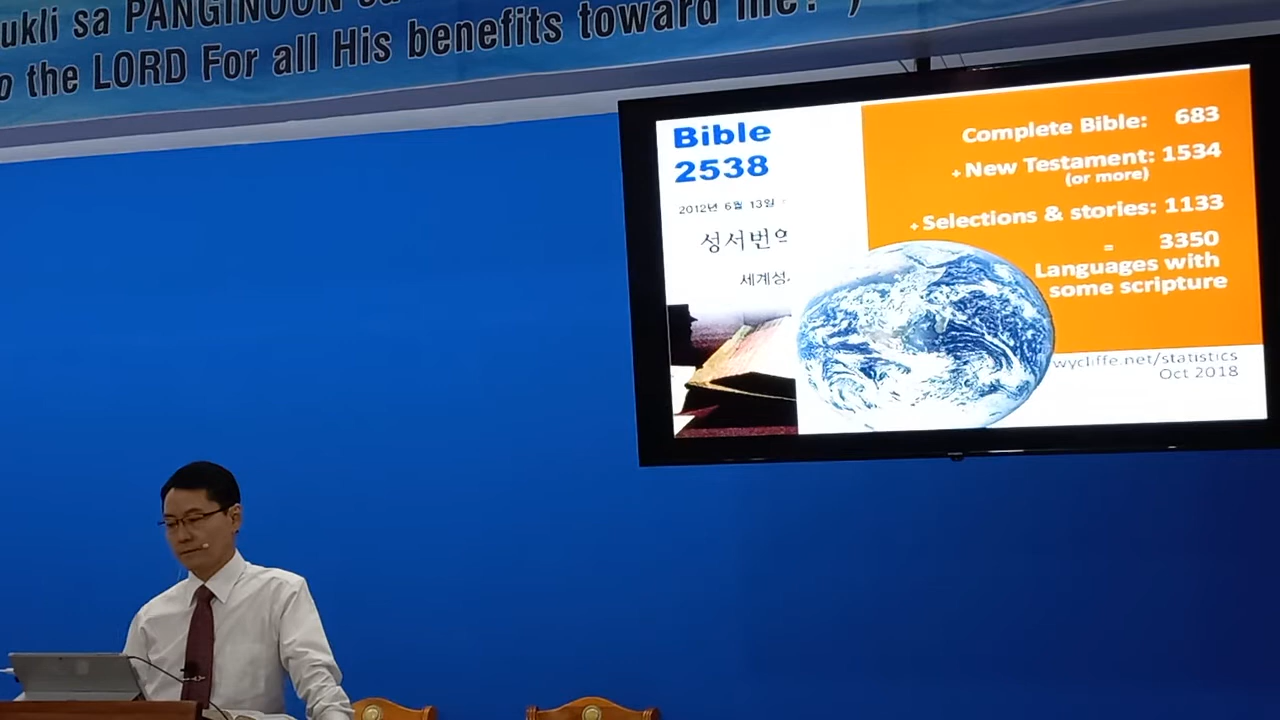 sa PANGINOON
the LORD For all His benefits toward me? )
Bible
2538
2012년 6월 13일
성서번역
세계성
Complete Bible: 683
+ New Testament: 1534
(or more)
+ Selections & stories: 1133
= 3350
Languages with
some scripture
wycliffe.net/statistics
Oct 2018